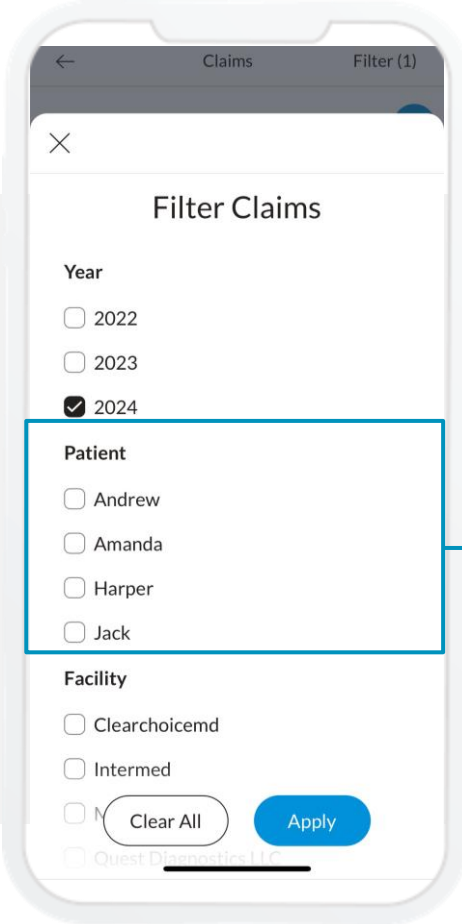 Claims
Filter (1)
Filter Claims
Year
2022
2023
2024
Patient
Andrew
Amanda
Harper
Jack
Facility
Clearchoicemd
Intermed
Clear All
Apply
Quest Diagnostics LLC